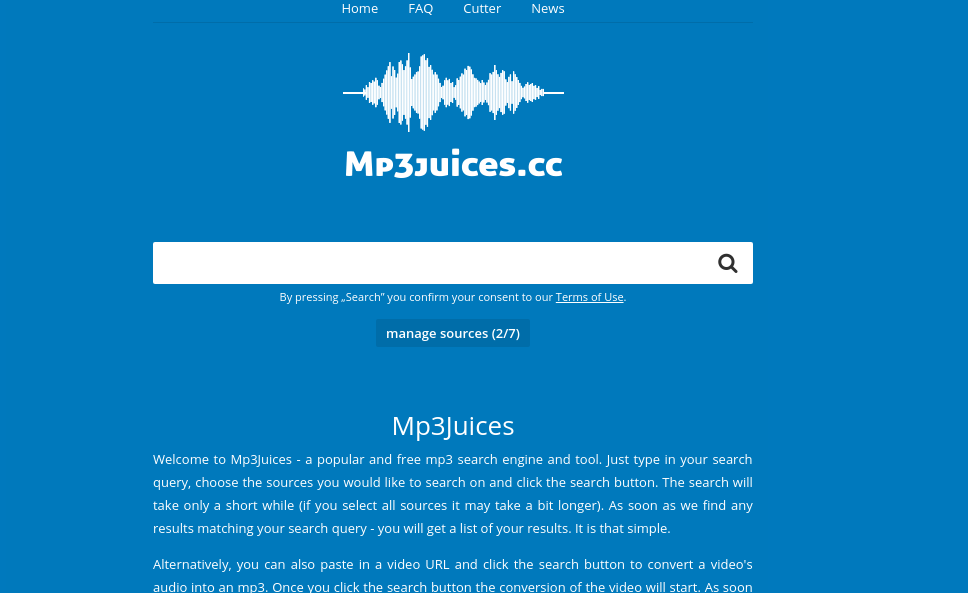 Home FAQ Cutter News
Mp3juices.cc
By pressing „Search” you confirm your consent to our Terms of Use.
manage sources (2/7)
Mp3Juices
Welcome to Mp3Juices - a popular and free mp3 search engine and tool. Just type in your search
query, choose the sources you would like to search on and click the search button. The search will
take only a short while (if you select all sources it may take a bit longer). As soon as we find any
results matching your search query - you will get a list of your results. It is that simple.
Alternatively, you can also paste in a video URL and click the search button to convert a video's
audio into an mp3. Once you click the search button the conversion of the video will start. As soon